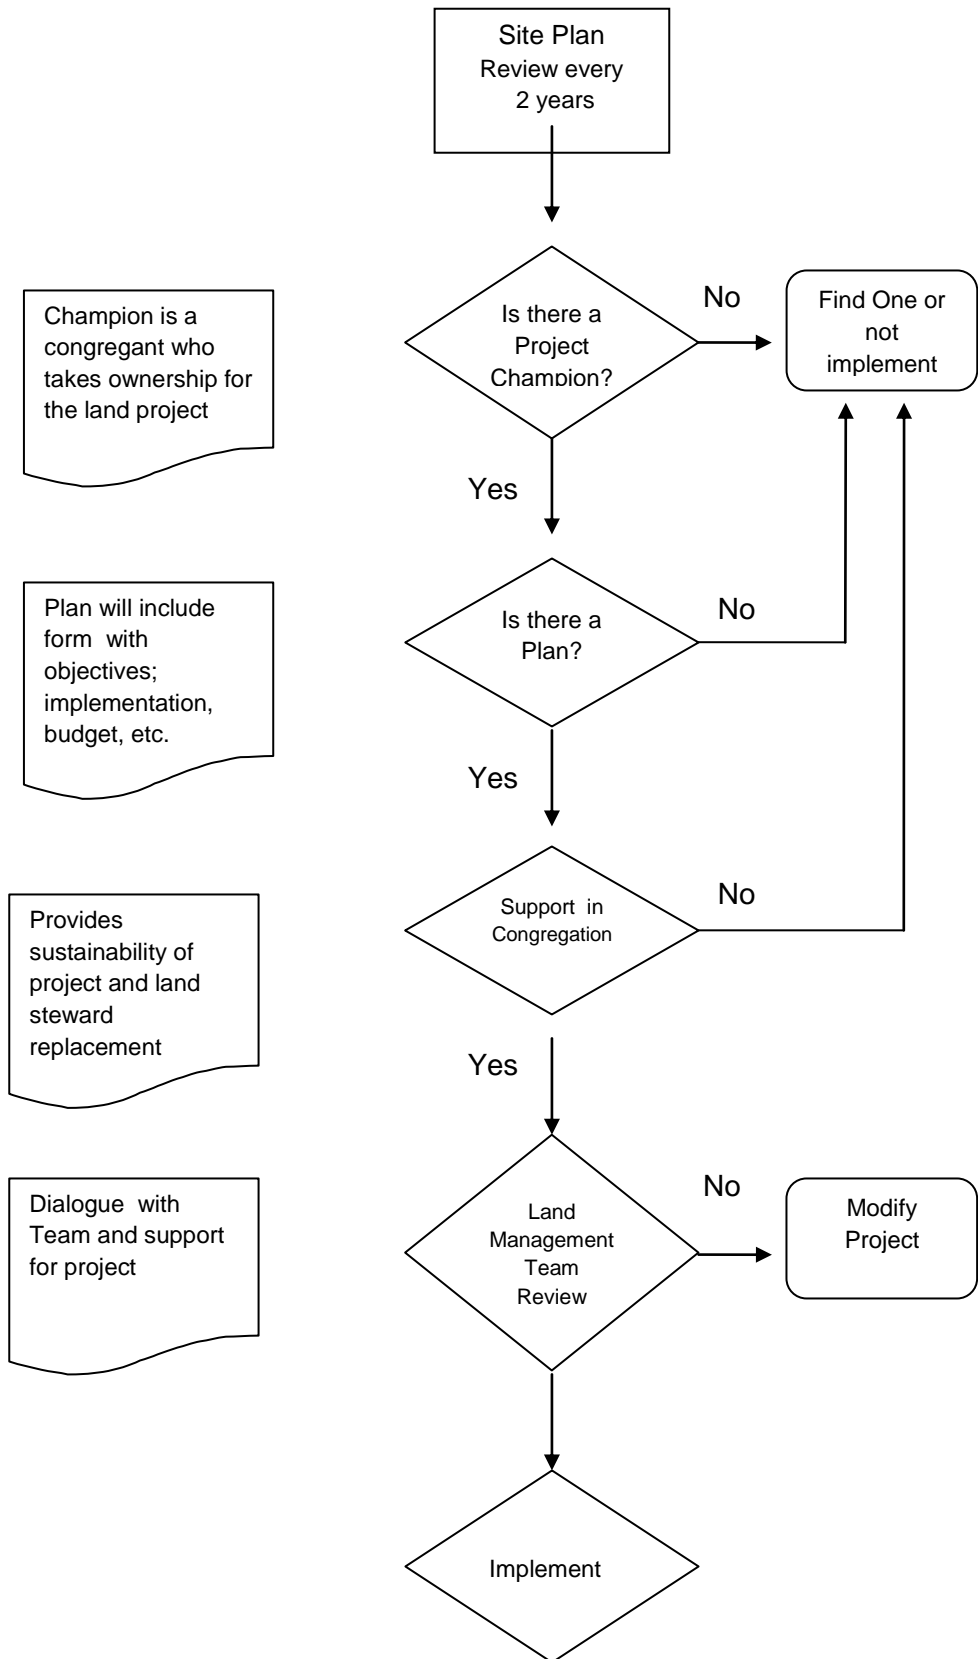 Site Plan
Review every
2 years
Champion is a
congregant who
takes ownership for
the land project
Is there a
Project
Champion?
No
Find One or
not
implement
Yes
Plan will include
form with
objectives;
implementation,
budget, etc.
Is there a
Plan?
No
Yes
Provides
sustainability of
project and land
steward
replacement
Support in
Congregation
No
Yes
Dialogue with
Team and support
for project
Land
Management
Team
Review
No
Modify
Project
Implement